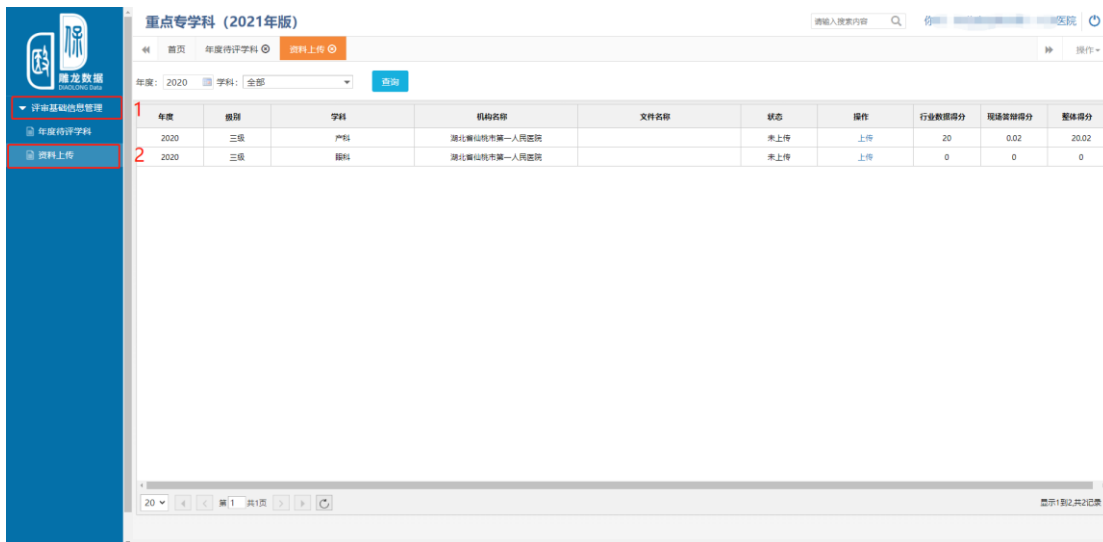 重点专学科（2021年版）
请输入搜索内容
医院
医保
雕龙数据
DIAOLONG Data
首页
年度待评学科
资料上传
操作
年度：2020 学科：全部
查询
评审基础信息管理
1
年度待评学科
资料上传
2
年度 级别 学科 机构名称 文件名称 状态 操作 行业数据得分 现场答辩得分 整体得分
2020 三级 产科 湖北省仙桃市第一人民医院 未上传 上传 20 0.02 20.02
2020 三级 眼科 湖北省仙桃市第一人民医院 未上传 上传 0 0 0
20 第 1 共1页
显示1到2,共2记录